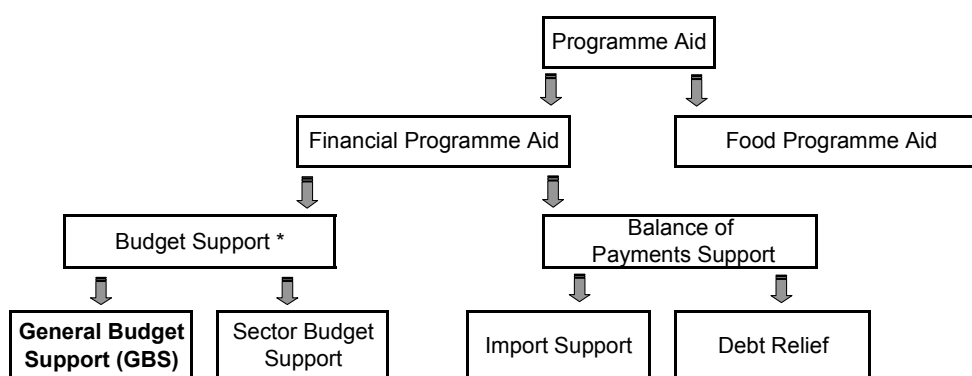 Programme Aid
Financial Programme Aid
Food Programme Aid
Budget Support *
Balance of
Payments Support
General Budget
Support (GBS)
Sector Budget
Support
Import Support
Debt Relief